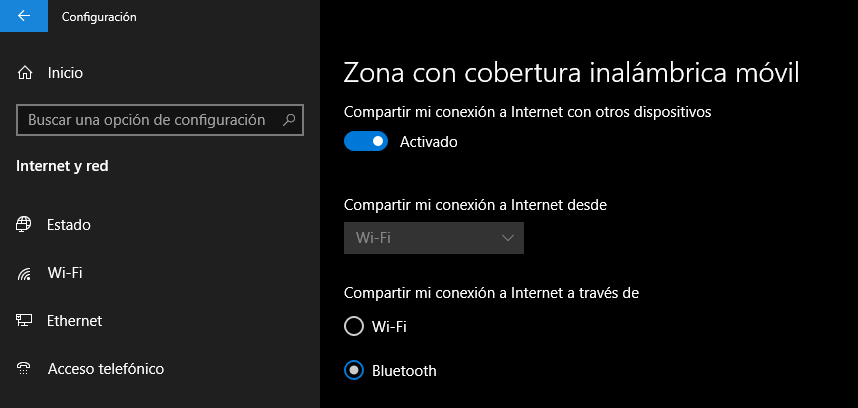 Configuración
Inicio
Buscar una opción de configuración
Internet y red
Estado
Wi-Fi
Ethernet
Acceso telefónico
Zona con cobertura inalámbrica móvil
Compartir mi conexión a Internet con otros dispositivos
Activado
Compartir mi conexión a Internet desde
Wi-Fi
Compartir mi conexión a Internet a través de
Wi-Fi
Bluetooth